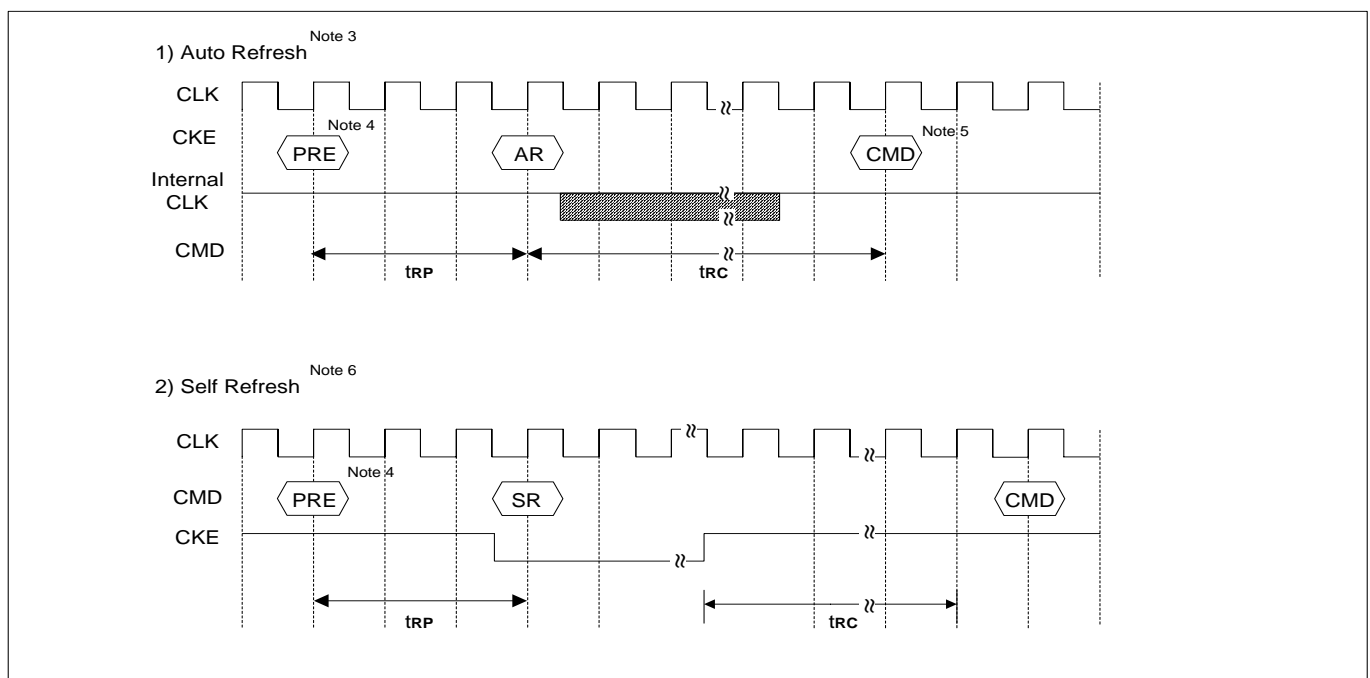 1) Auto Refresh Note 3
CLK
CKE
Note 4
Note 5
PRE
AR
CMD
Internal
CLK
CMD
tRP
tRC
2) Self Refresh Note 6
CLK
Note 4
CMD
PRE
SR
CMD
CKE
tRP
tRC